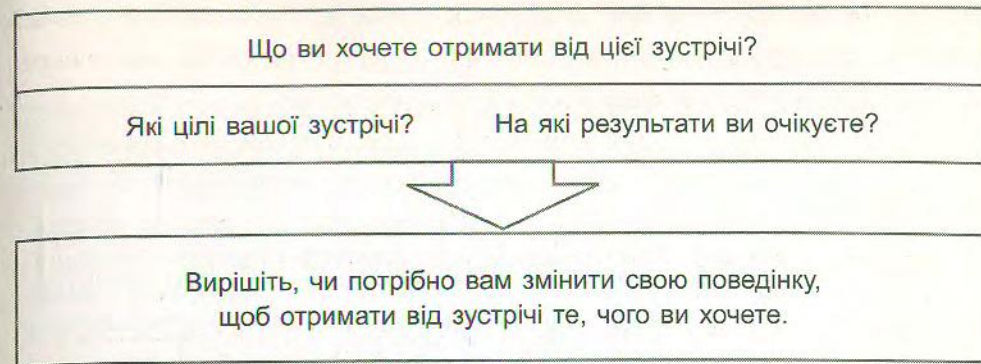 Що ви хочете отримати від цієї зустрічі?
Які цілі вашої зустрічі? На які результати ви очікуєте?
Вирішіть, чи потрібно вам змінити свою поведінку,
щоб отримати від зустрічі те, чого ви хочете.